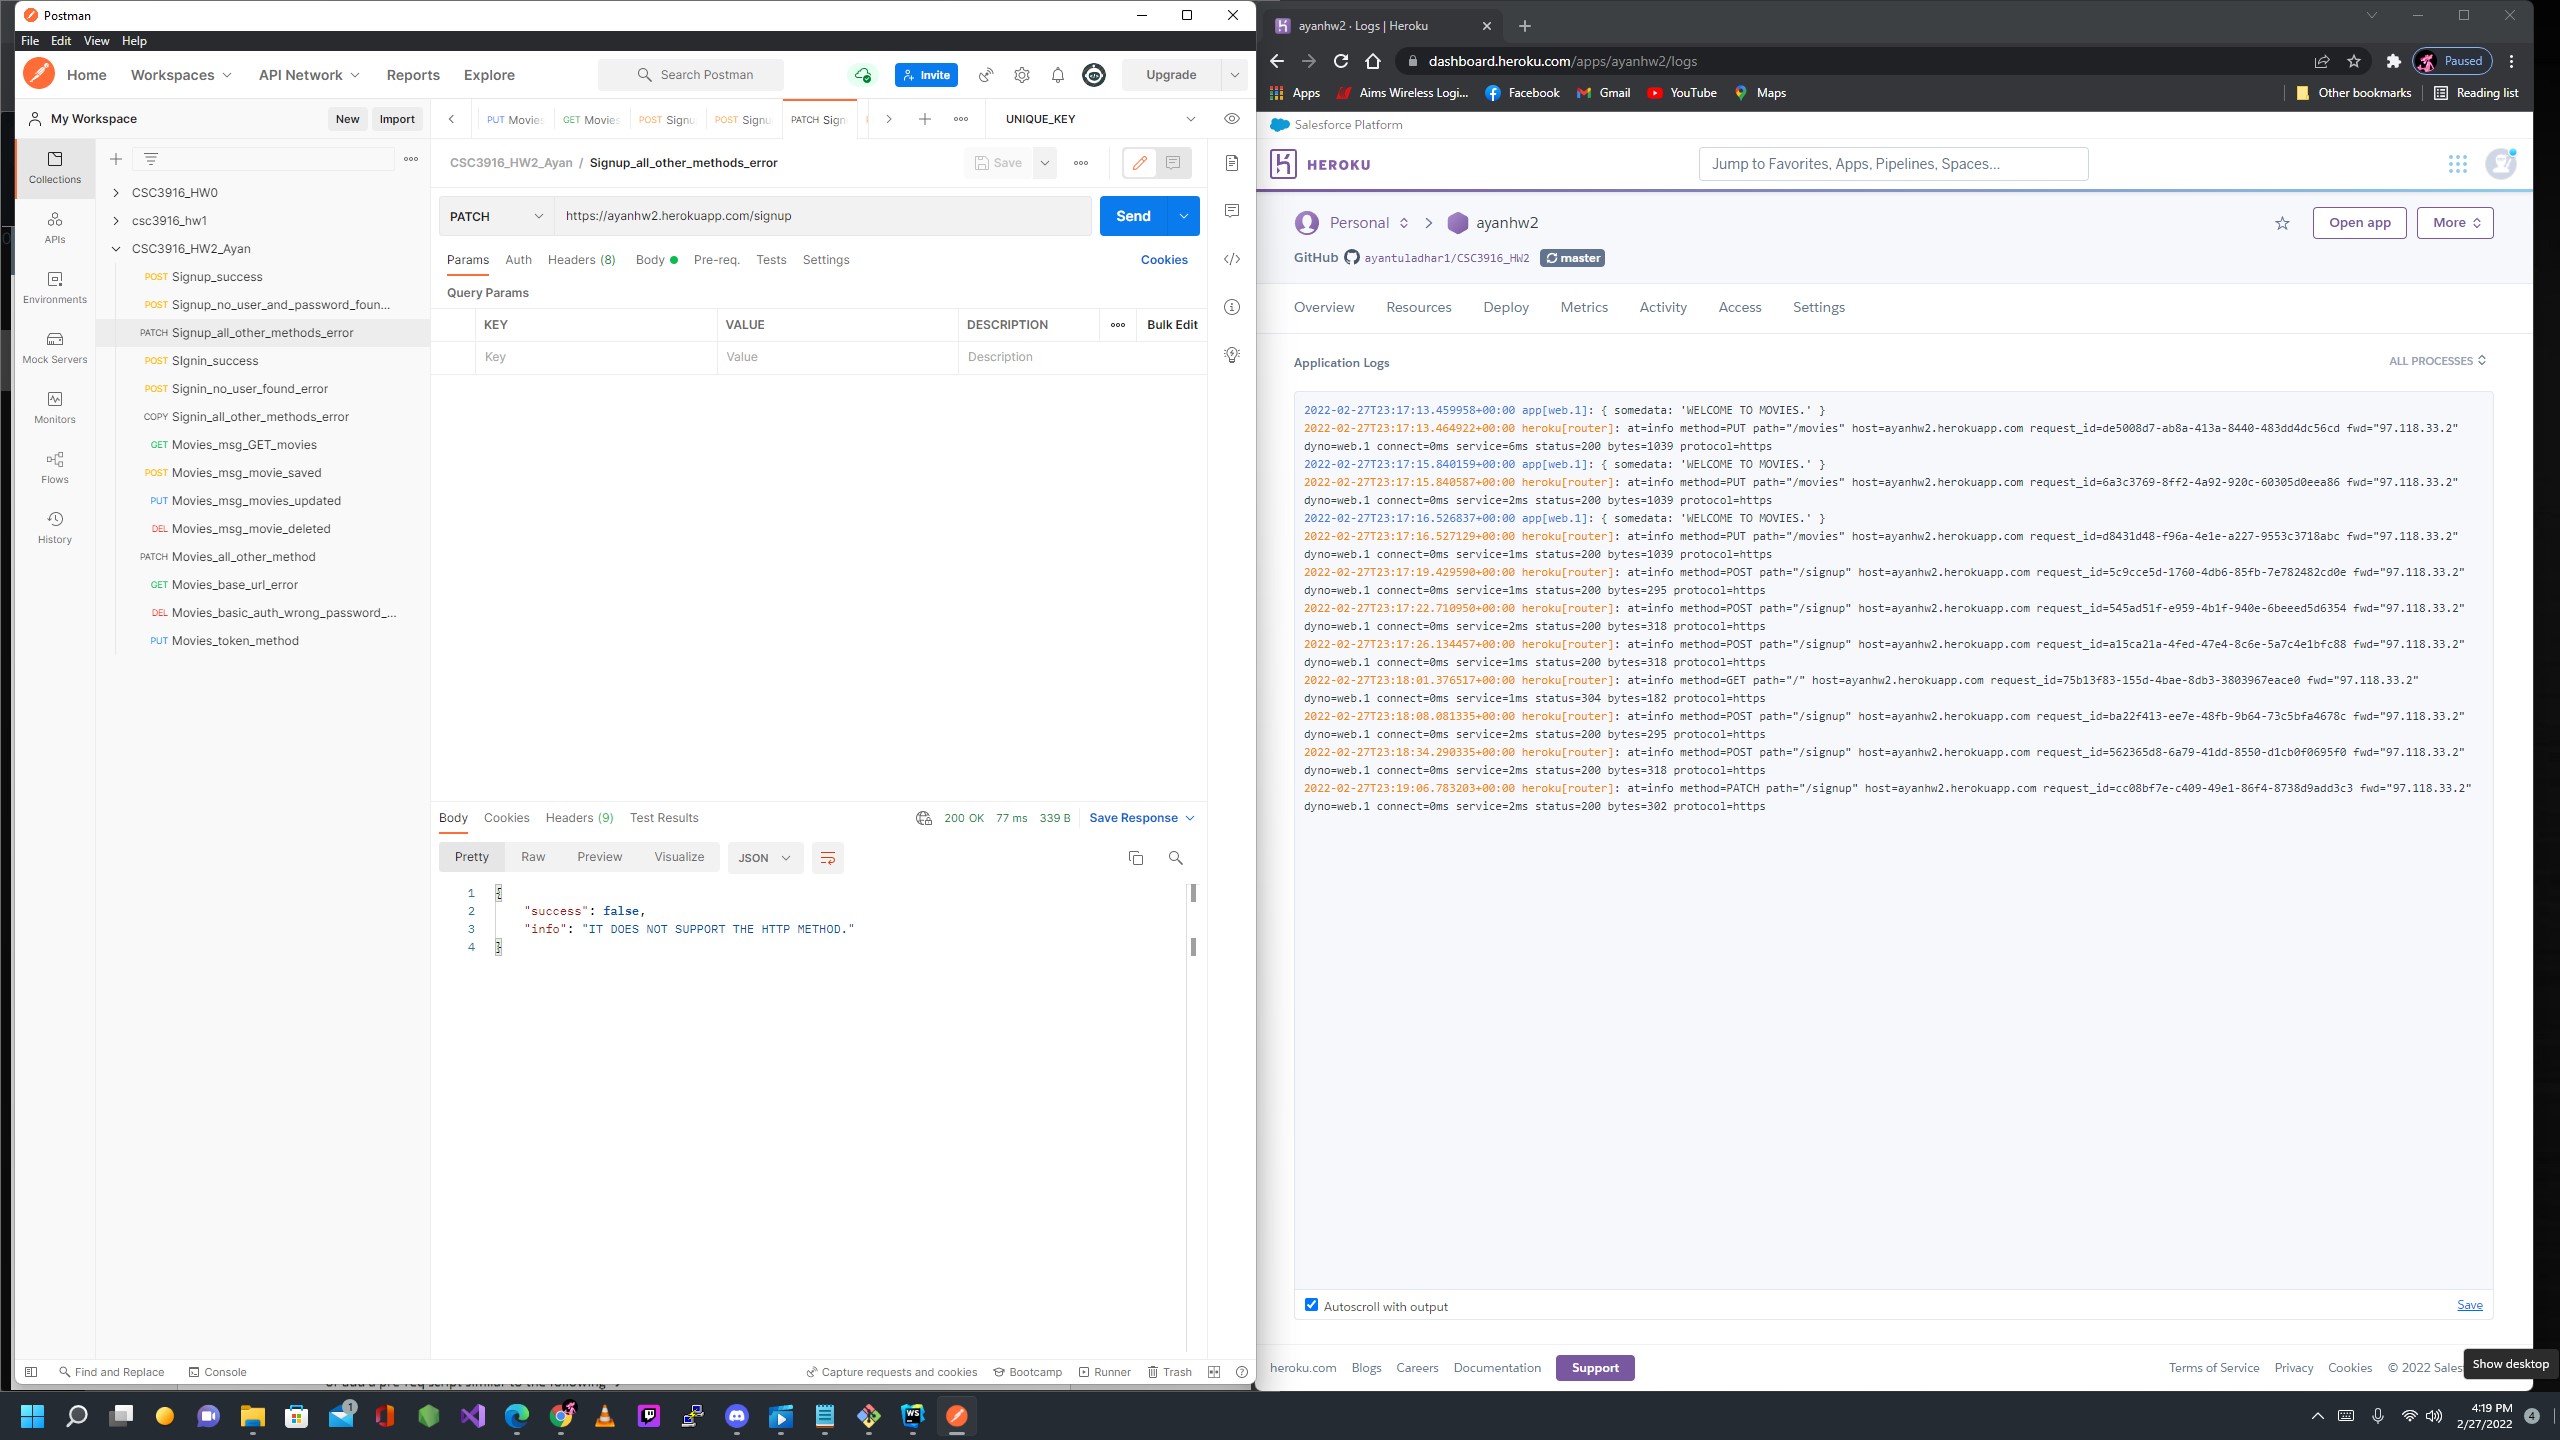 Postman
File Edit View Help
Home Workspaces API Network Reports Explore
Search Postman
Invite
Upgrade
My Workspace
New Import
PUT Movies GET Movies POST Signu POST Signu PATCH Sign
UNIQUE_KEY
Collections
APIs
Environments
Mock Servers
Monitors
Flows
History
CSC3916_HW0
csc3916_hw1
CSC3916_HW2_Ayan
POST Signup_success
POST Signup_no_user_and_password_foun...
PATCH Signup_all_other_methods_error
POST SIgnin_success
POST Signin_no_user_found_error
COPY Signin_all_other_methods_error
GET Movies_msg_GET_movies
POST Movies_msg_movie_saved
PUT Movies_msg_movies_updated
DEL Movies_msg_movie_deleted
PATCH Movies_all_other_method
GET Movies_base_url_error
DEL Movies_basic_auth_wrong_password_...
PUT Movies_token_method
CSC3916_HW2_Ayan / Signup_all_other_methods_error
Save
PATCH https://ayanhw2.herokuapp.com/signup
Send
Params Auth Headers (8) Body Pre-req. Tests Settings
Cookies
Query Params
KEY VALUE DESCRIPTION Bulk Edit
Key Value Description
Body Cookies Headers (9) Test Results
200 OK 77 ms 339 B Save Response
Pretty Raw Preview Visualize JSON
1 {
2 "success": false,
3 "info": "IT DOES NOT SUPPORT THE HTTP METHOD."
4 }
Find and Replace Console
Capture requests and cookies Bootcamp Runner Trash
ayanhw2 · Logs | Heroku
dashboard.heroku.com/apps/ayanhw2/logs
Paused
Apps Aims Wireless Logi... Facebook Gmail YouTube Maps
Other bookmarks Reading list
Salesforce Platform
HEROKU
Jump to Favorites, Apps, Pipelines, Spaces...
Personal > ayanhw2
Open app More
GitHub ayantuladhar1/CSC3916_HW2 master
Overview Resources Deploy Metrics Activity Access Settings
Application Logs
ALL PROCESSES
2022-02-27T23:17:13.459958+00:00 app[web.1]: { somedata: 'WELCOME TO MOVIES.' }
2022-02-27T23:17:13.464922+00:00 heroku[router]: at=info method=PUT path="/movies" host=ayanhw2.herokuapp.com request_id=de5008d7-ab8a-413a-8440-483dd4dc56cd fwd="97.118.33.2"
dyno=web.1 connect=0ms service=6ms status=200 bytes=1039 protocol=https
2022-02-27T23:17:15.840159+00:00 app[web.1]: { somedata: 'WELCOME TO MOVIES.' }
2022-02-27T23:17:15.840587+00:00 heroku[router]: at=info method=PUT path="/movies" host=ayanhw2.herokuapp.com request_id=6a3c3769-8ff2-4a92-920c-60305d0eea86 fwd="97.118.33.2"
dyno=web.1 connect=0ms service=2ms status=200 bytes=1039 protocol=https
2022-02-27T23:17:16.526837+00:00 app[web.1]: { somedata: 'WELCOME TO MOVIES.' }
2022-02-27T23:17:16.527129+00:00 heroku[router]: at=info method=PUT path="/movies" host=ayanhw2.herokuapp.com request_id=d8431d48-f96a-4e1e-a227-9553c3718abc fwd="97.118.33.2"
dyno=web.1 connect=0ms service=1ms status=200 bytes=1039 protocol=https
2022-02-27T23:17:19.429590+00:00 heroku[router]: at=info method=POST path="/signup" host=ayanhw2.herokuapp.com request_id=5c9cce5d-1760-4db6-85fb-7e782482cd0e fwd="97.118.33.2"
dyno=web.1 connect=0ms service=1ms status=200 bytes=295 protocol=https
2022-02-27T23:17:22.710950+00:00 heroku[router]: at=info method=POST path="/signup" host=ayanhw2.herokuapp.com request_id=545ad51f-e959-4b1f-940e-6beeed5d6354 fwd="97.118.33.2"
dyno=web.1 connect=0ms service=2ms status=200 bytes=318 protocol=https
2022-02-27T23:17:26.134457+00:00 heroku[router]: at=info method=POST path="/signup" host=ayanhw2.herokuapp.com request_id=a15ca21a-4fed-47e4-8c6e-5a7c4e1bfc88 fwd="97.118.33.2"
dyno=web.1 connect=0ms service=1ms status=200 bytes=318 protocol=https
2022-02-27T23:18:01.376517+00:00 heroku[router]: at=info method=GET path="/" host=ayanhw2.herokuapp.com request_id=75b13f83-155d-4bae-8db3-3803967eace0 fwd="97.118.33.2"
dyno=web.1 connect=0ms service=1ms status=304 bytes=182 protocol=https
2022-02-27T23:18:08.081335+00:00 heroku[router]: at=info method=POST path="/signup" host=ayanhw2.herokuapp.com request_id=ba22f413-ee7e-48fb-9b64-73c5bfa4678c fwd="97.118.33.2"
dyno=web.1 connect=0ms service=2ms status=200 bytes=295 protocol=https
2022-02-27T23:18:34.290335+00:00 heroku[router]: at=info method=POST path="/signup" host=ayanhw2.herokuapp.com request_id=562365d8-6a79-41dd-8550-d1cb0f0695f0 fwd="97.118.33.2"
dyno=web.1 connect=0ms service=2ms status=200 bytes=318 protocol=https
2022-02-27T23:19:06.783203+00:00 heroku[router]: at=info method=PATCH path="/signup" host=ayanhw2.herokuapp.com request_id=cc08bf7e-c409-49e1-86f4-8738d9add3c3 fwd="97.118.33.2"
dyno=web.1 connect=0ms service=2ms status=200 bytes=302 protocol=https
Autoscroll with output
Save
heroku.com Blogs Careers Documentation Support
Terms of Service Privacy Cookies © 2022 Sales
Show desktop
4:19 PM
2/27/2022
4